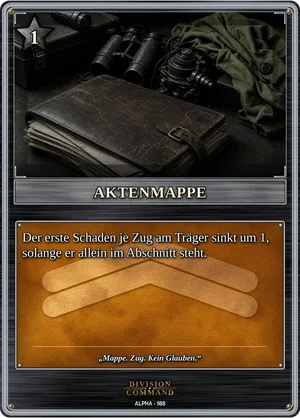 1
AKTENMAPPE
Der erste Schaden je Zug am Träger sinkt um 1,
solange er allein im Abschnitt steht.
„Mappe. Zug. Kein Glauben.“
DIVISION
COMMAND
ALPHA - 988